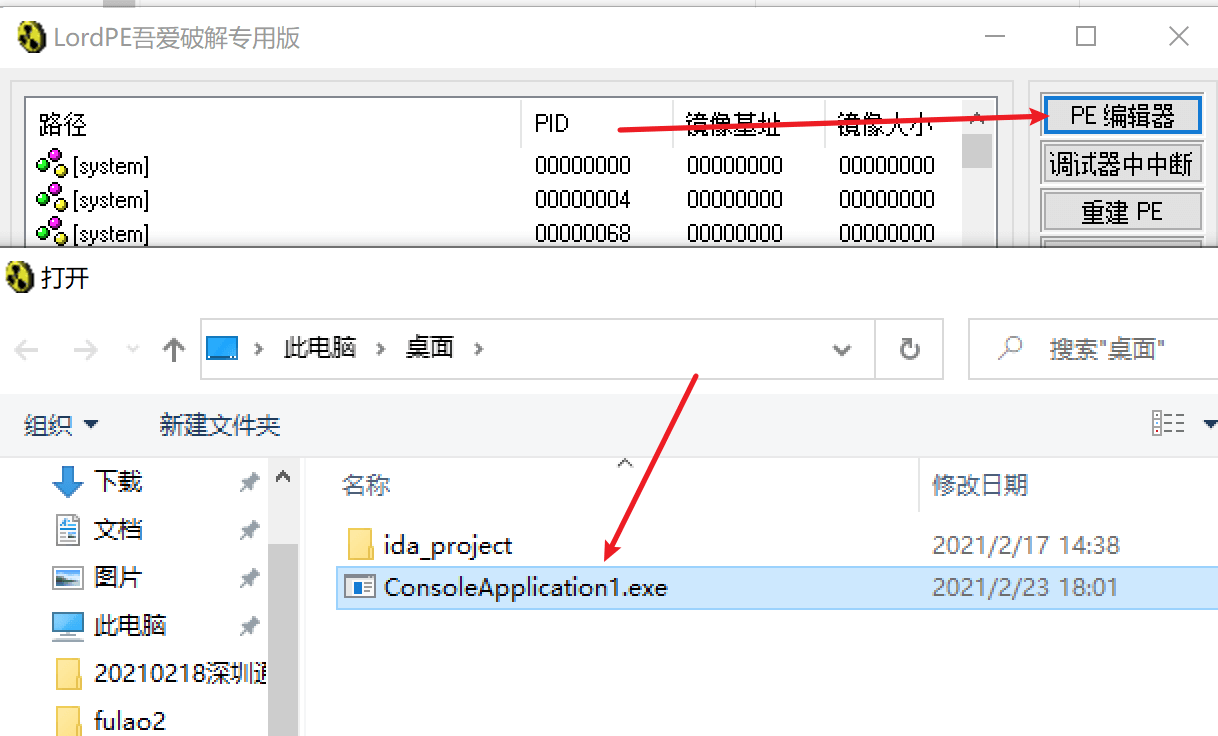 LordPE吾爱破解专用版
路径 PID 镜像基址 镜像大小
PE 编辑器
[system] 00000000 00000000 00000000
调试器中中断
[system] 00000004 00000000 00000000
重建 PE
[system] 00000068 00000000 00000000
打开
此电脑 桌面
搜索"桌面"
组织 新建文件夹
下载
名称 修改日期
文档
ida_project 2021/2/17 14:38
图片
ConsoleApplication1.exe 2021/2/23 18:01
此电脑
20210218深圳通
fulao2